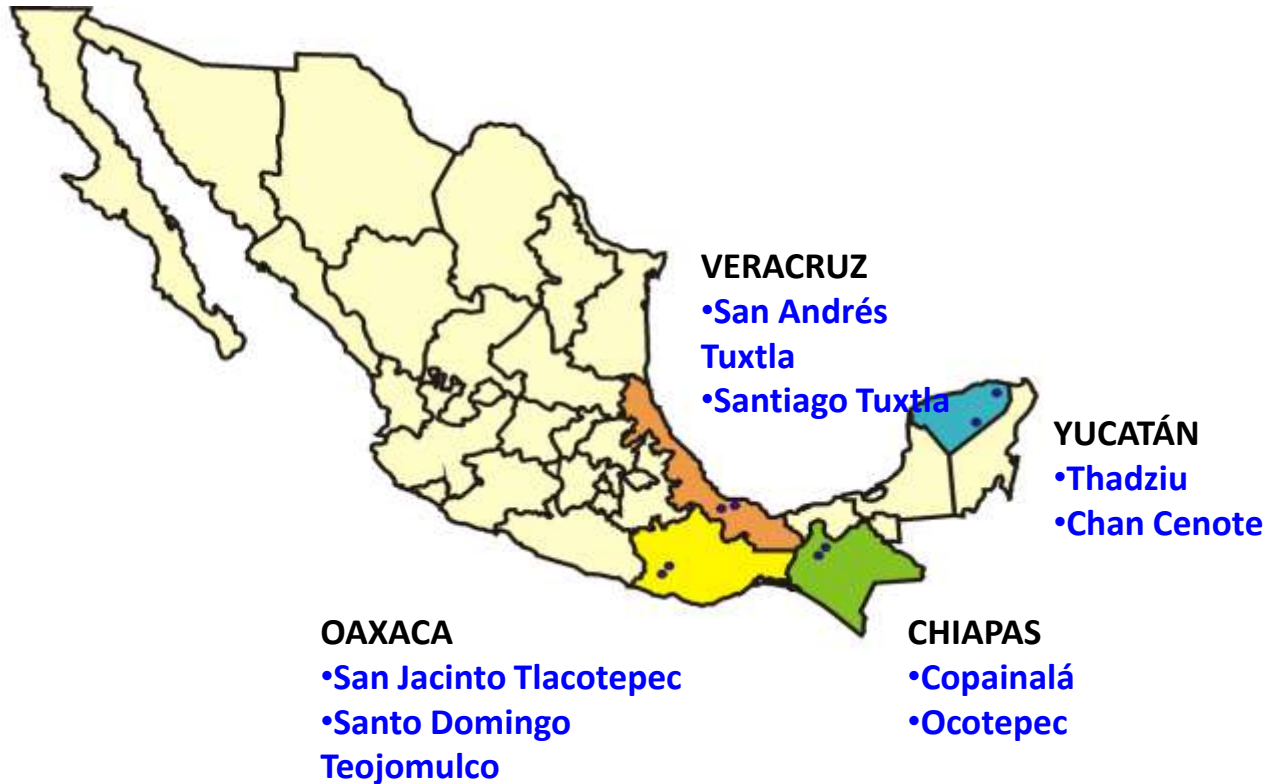 VERACRUZ
•San Andrés
Tuxtla
•Santiago Tuxtla
YUCATÁN
•Thadziu
•Chan Cenote
OAXACA
•San Jacinto Tlacotepec
•Santo Domingo
Teojomulco
CHIAPAS
•Copainalá
•Ocotepec